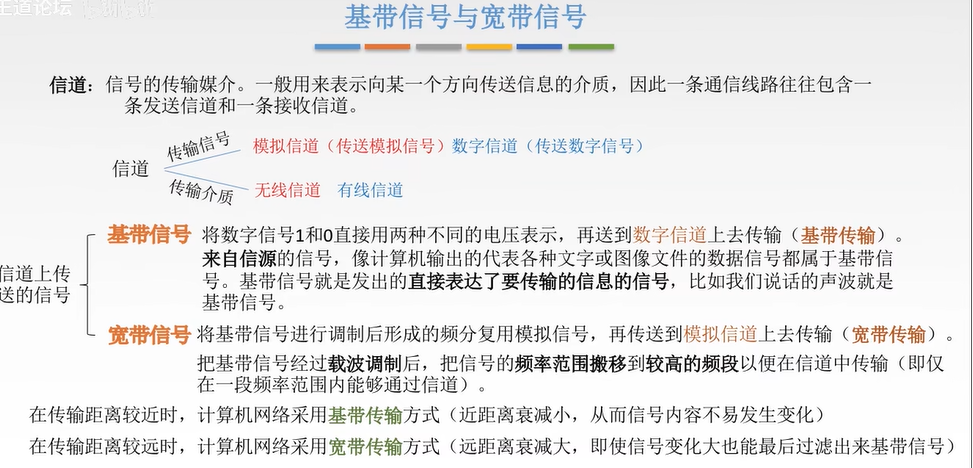 王道论坛
基带信号与宽带信号
信道：信号的传输媒介。一般用来表示向某一个方向传送信息的介质，因此一条通信线路往往包含一
条发送信道和一条接收信道。
传输信号
模拟信道（传送模拟信号）数字信道（传送数字信号）
信道
传输介质
无线信道 有线信道
基带信号 将数字信号1和0直接用两种不同的电压表示，再送到数字信道上去传输（基带传输）。
来自信源的信号，像计算机输出的代表各种文字或图像文件的数据信号都属于基带信
号。基带信号就是发出的直接表达了要传输的信息的信号，比如我们说话的声波就是
基带信号。
信道上传
送的信号
宽带信号 将基带信号进行调制后形成的频分复用模拟信号，再传送到模拟信道上去传输（宽带传输）。
把基带信号经过载波调制后，把信号的频率范围搬移到较高的频段以便在信道中传输（即仅
在一段频率范围内能够通过信道）。
在传输距离较近时，计算机网络采用基带传输方式（近距离衰减小，从而信号内容不易发生变化）
在传输距离较远时，计算机网络采用宽带传输方式（远距离衰减大，即使信号变化大也能最后过滤出来基带信号）